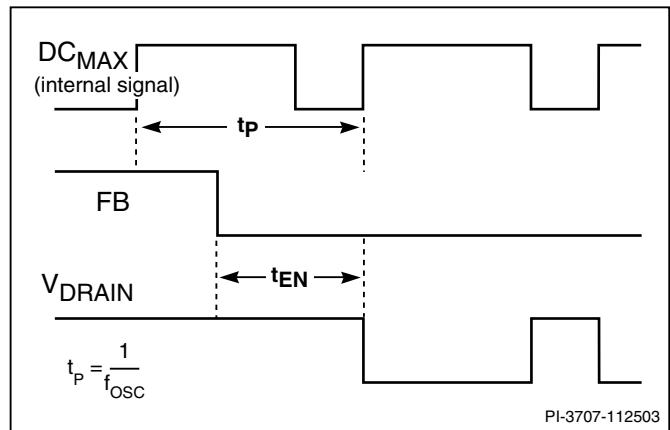 DCMAX
(internal signal)
tP
FB
tEN
VDRAIN
tP = 1/fOSC
PI-3707-112503